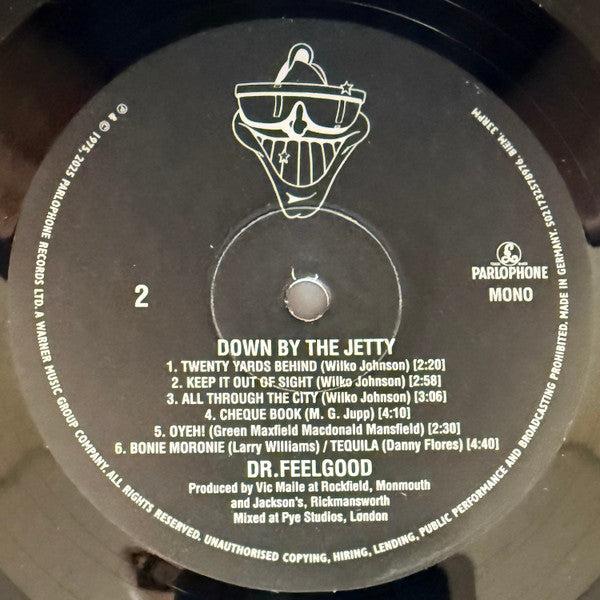 2
PARLOPHONE
MONO
DOWN BY THE JETTY
1. TWENTY YARDS BEHIND (Wilko Johnson) [2:20]
2. KEEP IT OUT OF SIGHT (Wilko Johnson) [2:58]
3. ALL THROUGH THE CITY (Wilko Johnson) [3:06]
4. CHEQUE BOOK (M. G. Jupp) [4:10]
5. OYEH! (Green Maxfield Macdonald Mansfield) [2:30]
6. BONIE MORONIE (Larry Williams) / TEQUILA (Danny Flores) [4:40]
DR.FEELGOOD
Produced by Vic Maile at Rockfield, Monmouth
and Jackson's, Rickmansworth
Mixed at Pye Studios, London
℗ & © 1975, 2025 PARLOPHONE RECORDS LTD. A WARNER MUSIC GROUP COMPANY. ALL RIGHTS RESERVED. UNAUTHORISED COPYING, HIRING, LENDING, PUBLIC PERFORMANCE AND BROADCASTING PROHIBITED. MADE IN GERMANY. 5021732578976. BIEM. 33RPM